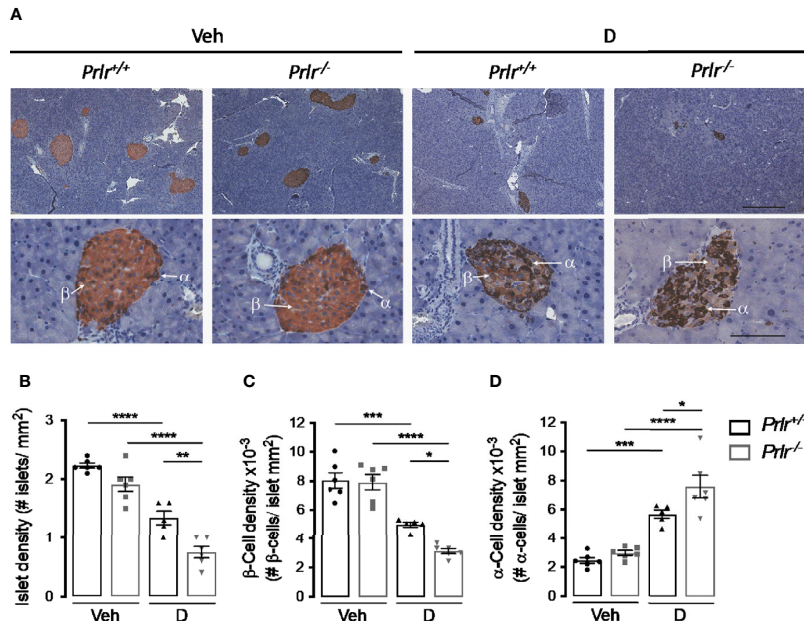 A
Veh D
Prlr+/+ Prlr-/- Prlr+/+ Prlr-/-
β α β α β α β α
B C D
Islet density (# islets/ mm²)
3
2
1
0
**** **** **
Veh D
β-Cell density x10-3
(# β-cells/ islet mm²)
12
10
8
6
4
2
0
*** **** *
Veh D
α-Cell density x10-3
(# α-cells/ islet mm²)
12
10
8
6
4
2
0
*
****
***
Veh D
Prlr+/+
Prlr-/-